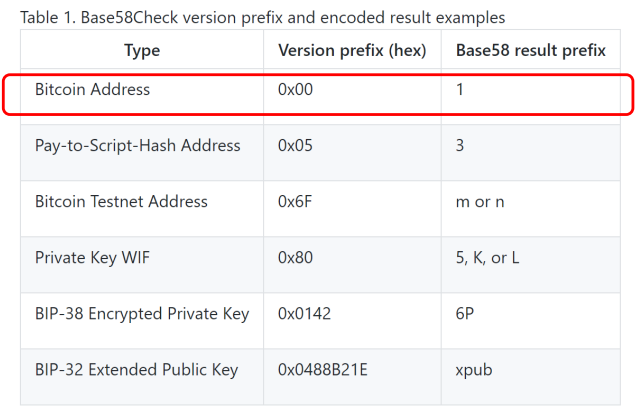 Table 1. Base58Check version prefix and encoded result examples
Type Version prefix (hex) Base58 result prefix
Bitcoin Address 0x00 1
Pay-to-Script-Hash Address 0x05 3
Bitcoin Testnet Address 0x6F m or n
Private Key WIF 0x80 5, K, or L
BIP-38 Encrypted Private Key 0x0142 6P
BIP-32 Extended Public Key 0x0488B21E xpub